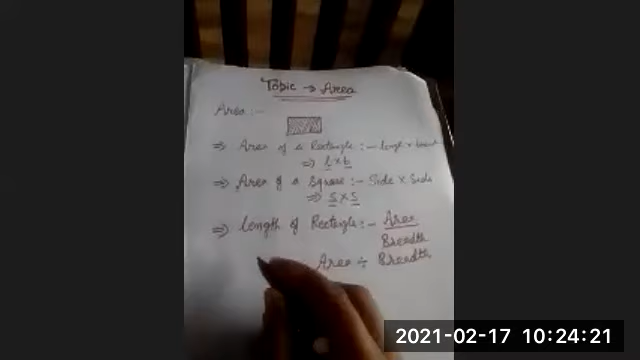 Topic → Area
Area :-
⇒ Area of a Rectangle :- length × breadth
⇒ l × b
⇒ Area of a Square :- Side × Side
⇒ S × S
⇒ Length of Rectangle :- Area
Breadth
Area ÷ Breadth
2021-02-17 10:24:21